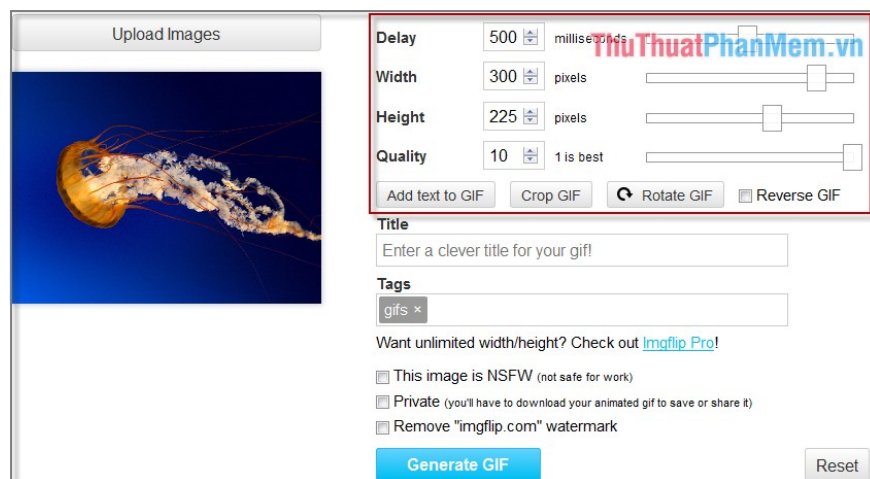 Upload Images
Delay 500 milliseconds
ThuThuatPhanMem.vn
Width 300 pixels
Height 225 pixels
Quality 10 1 is best
Add text to GIF Crop GIF Rotate GIF Reverse GIF
Title
Enter a clever title for your gif!
Tags
gifs ×
Want unlimited width/height? Check out Imgflip Pro!
This image is NSFW (not safe for work)
Private (you'll have to download your animated gif to save or share it)
Remove "imgflip.com" watermark
Generate GIF Reset